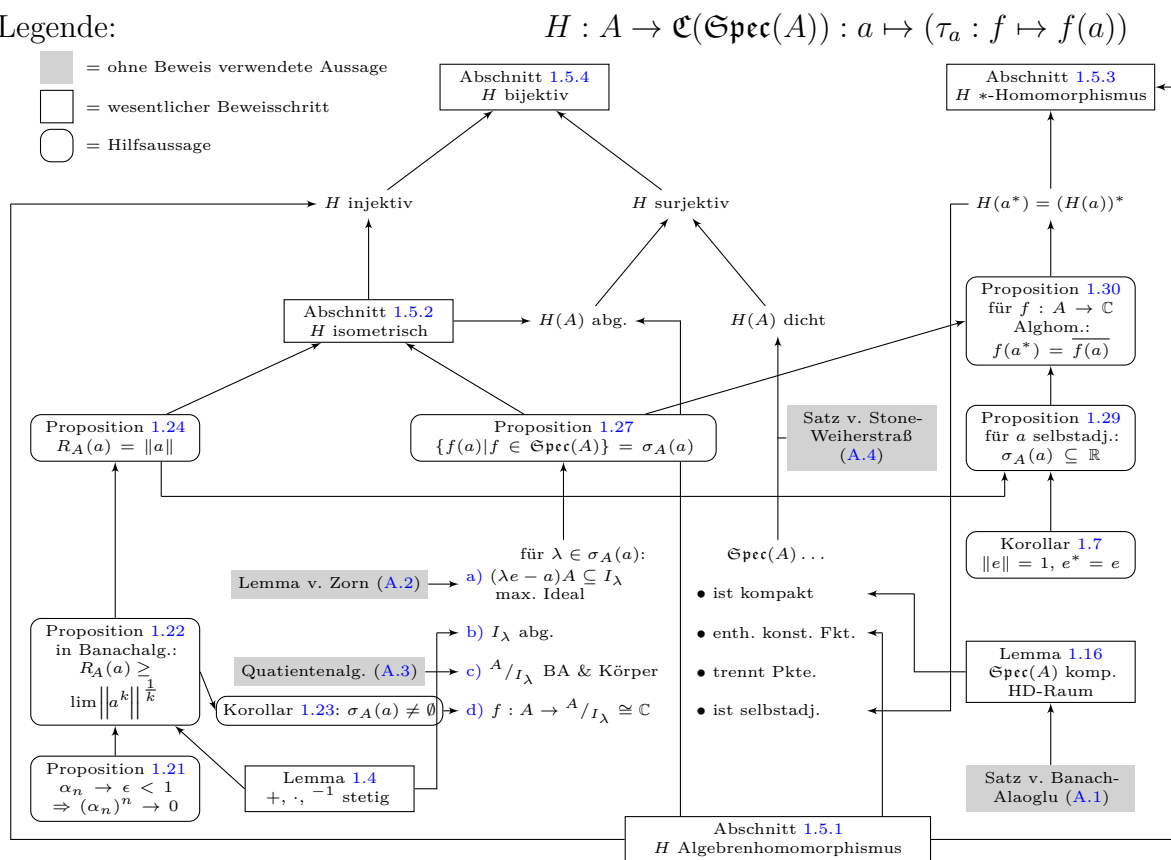 Legende:
H : A → ℭ(𝔖𝔭𝔢𝔠(A)) : a ↦ (τ_a : f ↦ f(a))
= ohne Beweis verwendete Aussage
= wesentlicher Beweisschritt
= Hilfsaussage
Abschnitt 1.5.4
H bijektiv
Abschnitt 1.5.3
H ∗-Homomorphismus
H injektiv
H surjektiv
H(a*) = (H(a))*
Abschnitt 1.5.2
H isometrisch
H(A) abg.
H(A) dicht
Proposition 1.30
für f : A → ℂ
Alghom.:
f(a*) = \overline{f(a)}
Proposition 1.24
R_A(a) = ‖a‖
Proposition 1.27
{f(a)|f ∈ 𝔖𝔭𝔢𝔠(A)} = σ_A(a)
Satz v. Stone-
Weiherstraß
(A.4)
Proposition 1.29
für a selbstadj.:
σ_A(a) ⊆ ℝ
Korollar 1.7
‖e‖ = 1, e* = e
für λ ∈ σ_A(a):
Lemma v. Zorn (A.2)
a) (λe − a)A ⊆ I_λ
max. Ideal
b) I_λ abg.
Quatientenalg. (A.3)
c) ^A/_{I_λ} BA & Körper
Korollar 1.23: σ_A(a) ≠ ∅
d) f : A → ^A/_{I_λ} ≅ ℂ
𝔖𝔭𝔢𝔠(A) . . .
• ist kompakt
• enth. konst. Fkt.
• trennt Pkte.
• ist selbstadj.
Proposition 1.22
in Banachalg.:
R_A(a) ≥
lim ||a^k||^{1/k}
Lemma 1.16
𝔖𝔭𝔢𝔠(A) komp.
HD-Raum
Proposition 1.21
α_n → ϵ < 1
⇒ (α_n)^n → 0
Lemma 1.4
+, ·, ^{−1} stetig
Satz v. Banach-
Alaoglu (A.1)
Abschnitt 1.5.1
H Algebrenhomomorphismus